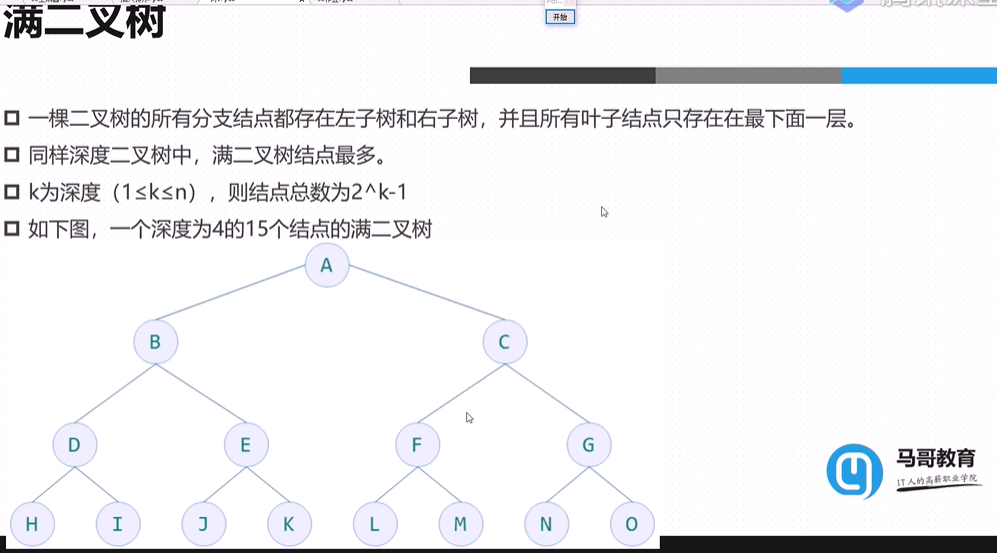 满二叉树
开始
一棵二叉树的所有分支结点都存在左子树和右子树，并且所有叶子结点只存在在最下面一层。
同样深度二叉树中，满二叉树结点最多。
k为深度（1≤k≤n），则结点总数为2^k-1
如下图，一个深度为4的15个结点的满二叉树
A
B C
D E F G
H I J K L M N O
马哥教育
IT人的高薪职业学院